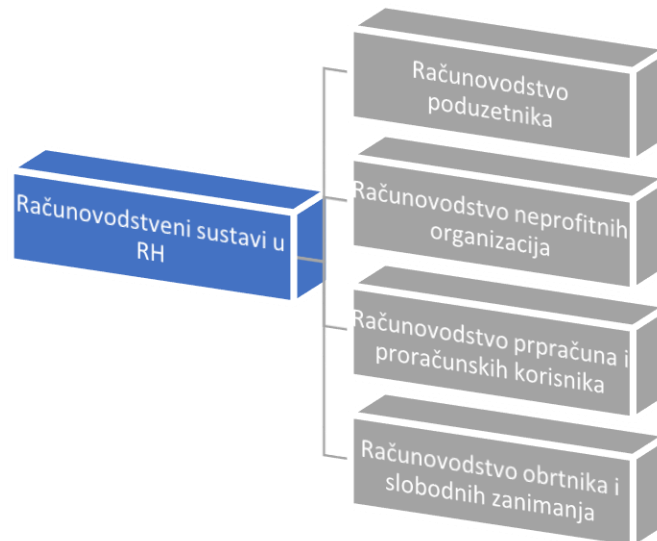 Računovodstveni sustavi u
RH
Računovodstvo
poduzetnika
Računovodstvo neprofitnih
organizacija
Računovodstvo prpračuna i
proračunskih korisnika
Računovodstvo obrtnika i
slobodnih zanimanja